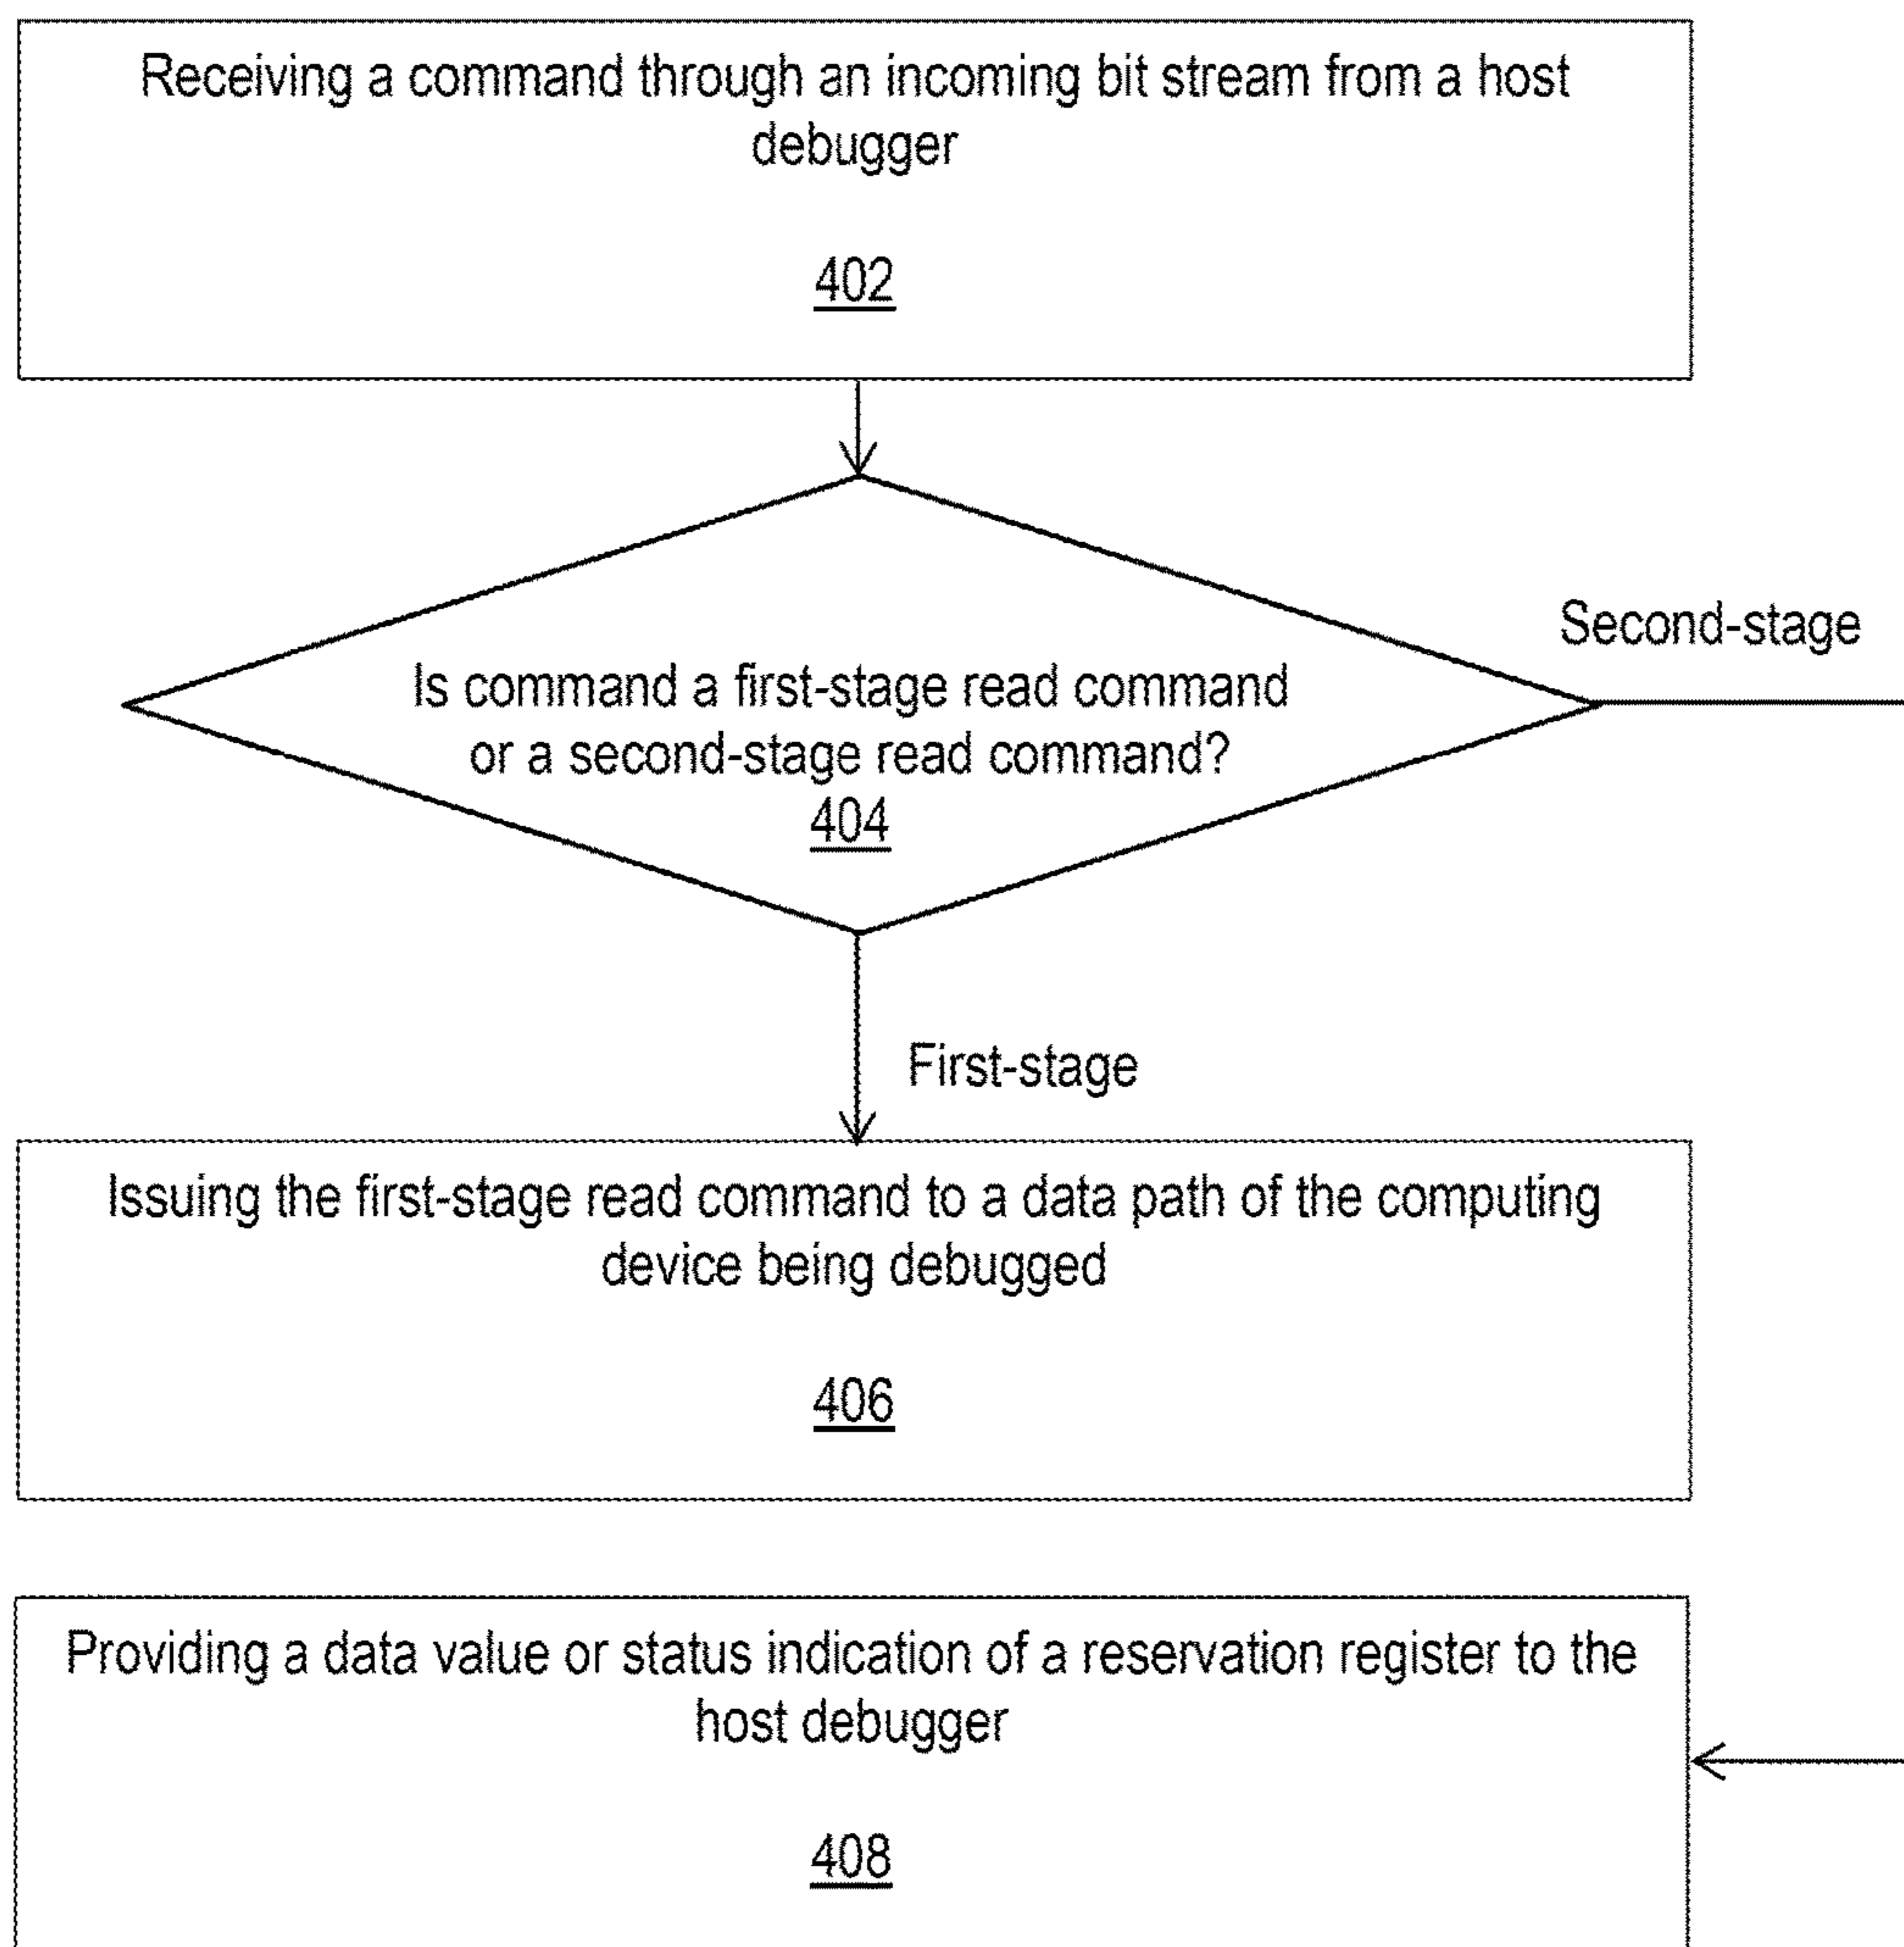 Receiving a command through an incoming bit stream from a host
debugger
402
Second-stage
Is command a first-stage read command
or a second-stage read command?
404
First-stage
Issuing the first-stage read command to a data path of the computing
device being debugged
406
Providing a data value or status indication of a reservation register to the
host debugger
408